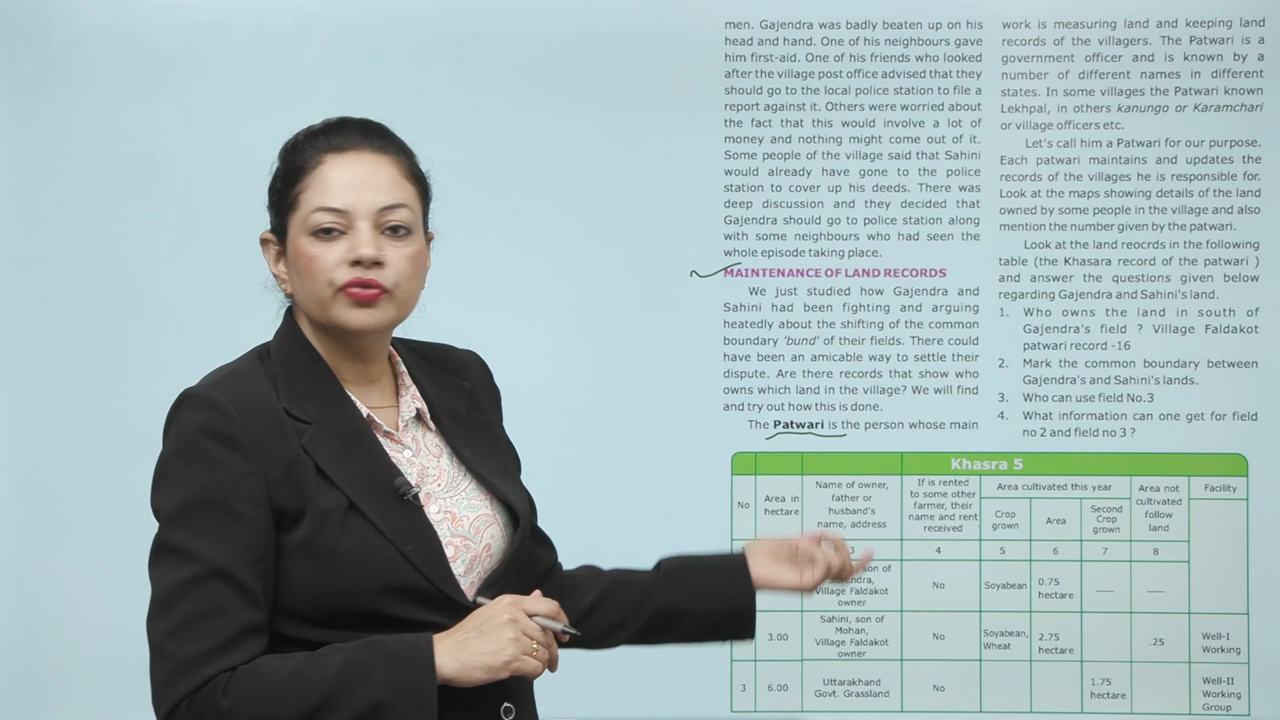 men. Gajendra was badly beaten up on his
head and hand. One of his neighbours gave
him first-aid. One of his friends who looked
after the village post office advised that they
should go to the local police station to file a
report against it. Others were worried about
the fact that this would involve a lot of
money and nothing might come out of it.
Some people of the village said that Sahini
would already have gone to the police
station to cover up his deeds. There was
deep discussion and they decided that
Gajendra should go to police station along
with some neighbours who had seen the
whole episode taking place.
MAINTENANCE OF LAND RECORDS
We just studied how Gajendra and
Sahini had been fighting and arguing
heatedly about the shifting of the common
boundary 'bund' of their fields. There could
have been an amicable way to settle their
dispute. Are there records that show who
owns which land in the village? We will find
and try out how this is done.
The Patwari is the person whose main
work is measuring land and keeping land
records of the villagers. The Patwari is a
government officer and is known by a
number of different names in different
states. In some villages the Patwari known
Lekhpal, in others kanungo or Karamchari
or village officers etc.
Let's call him a Patwari for our purpose.
Each patwari maintains and updates the
records of the villages he is responsible for.
Look at the maps showing details of the land
owned by some people in the village and also
mention the number given by the patwari.
Look at the land reocrds in the following
table (the Khasara record of the patwari )
and answer the questions given below
regarding Gajendra and Sahini's land.
1. Who owns the land in south of
Gajendra's field ? Village Faldakot
patwari record -16
2. Mark the common boundary between
Gajendra's and Sahini's lands.
3. Who can use field No.3
4. What information can one get for field
no 2 and field no 3 ?
Khasra 5
No
Area in
hectare
Name of owner,
father or
husband's
name, address
If is rented
to some other
farmer, their
name and rent
received
Area cultivated this year
Crop
grown
Area
Second
Crop
grown
Area not
cultivated
follow
land
Facility
3 4 5 6 7 8
son of
Village Faldakot
owner
No
Soyabean
0.75
hectare
3.00
Sahini, son of
Mohan,
Village Faldakot
owner
No
Soyabean,
Wheat
2.75
hectare
.25
Well-I
Working
3
6.00
Uttarakhand
Govt. Grassland
No
1.75
hectare
Well-II
Working
Group